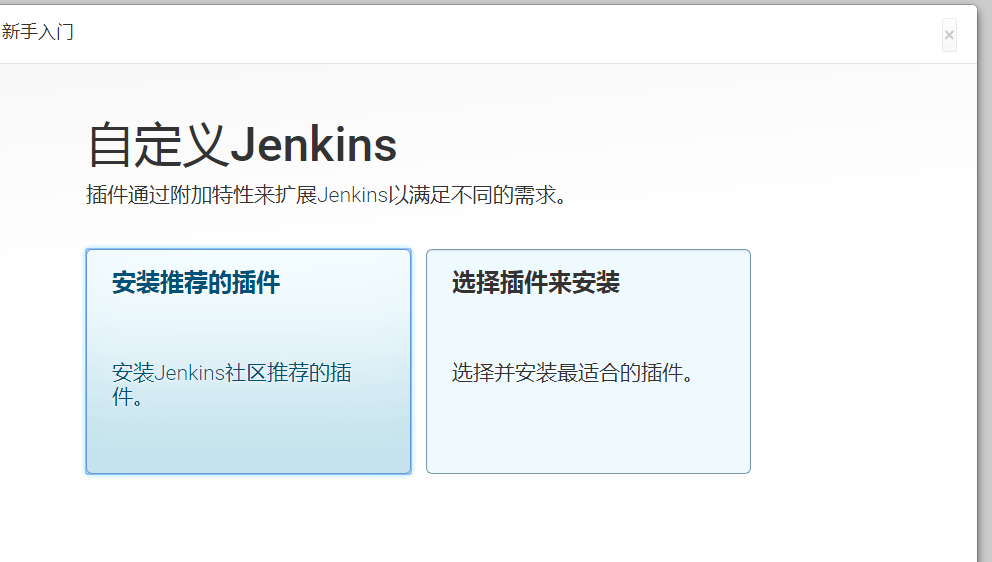 新手入门
×
自定义Jenkins
插件通过附加特性来扩展Jenkins以满足不同的需求。
安装推荐的插件
安装Jenkins社区推荐的插
件。
选择插件来安装
选择并安装最适合的插件。